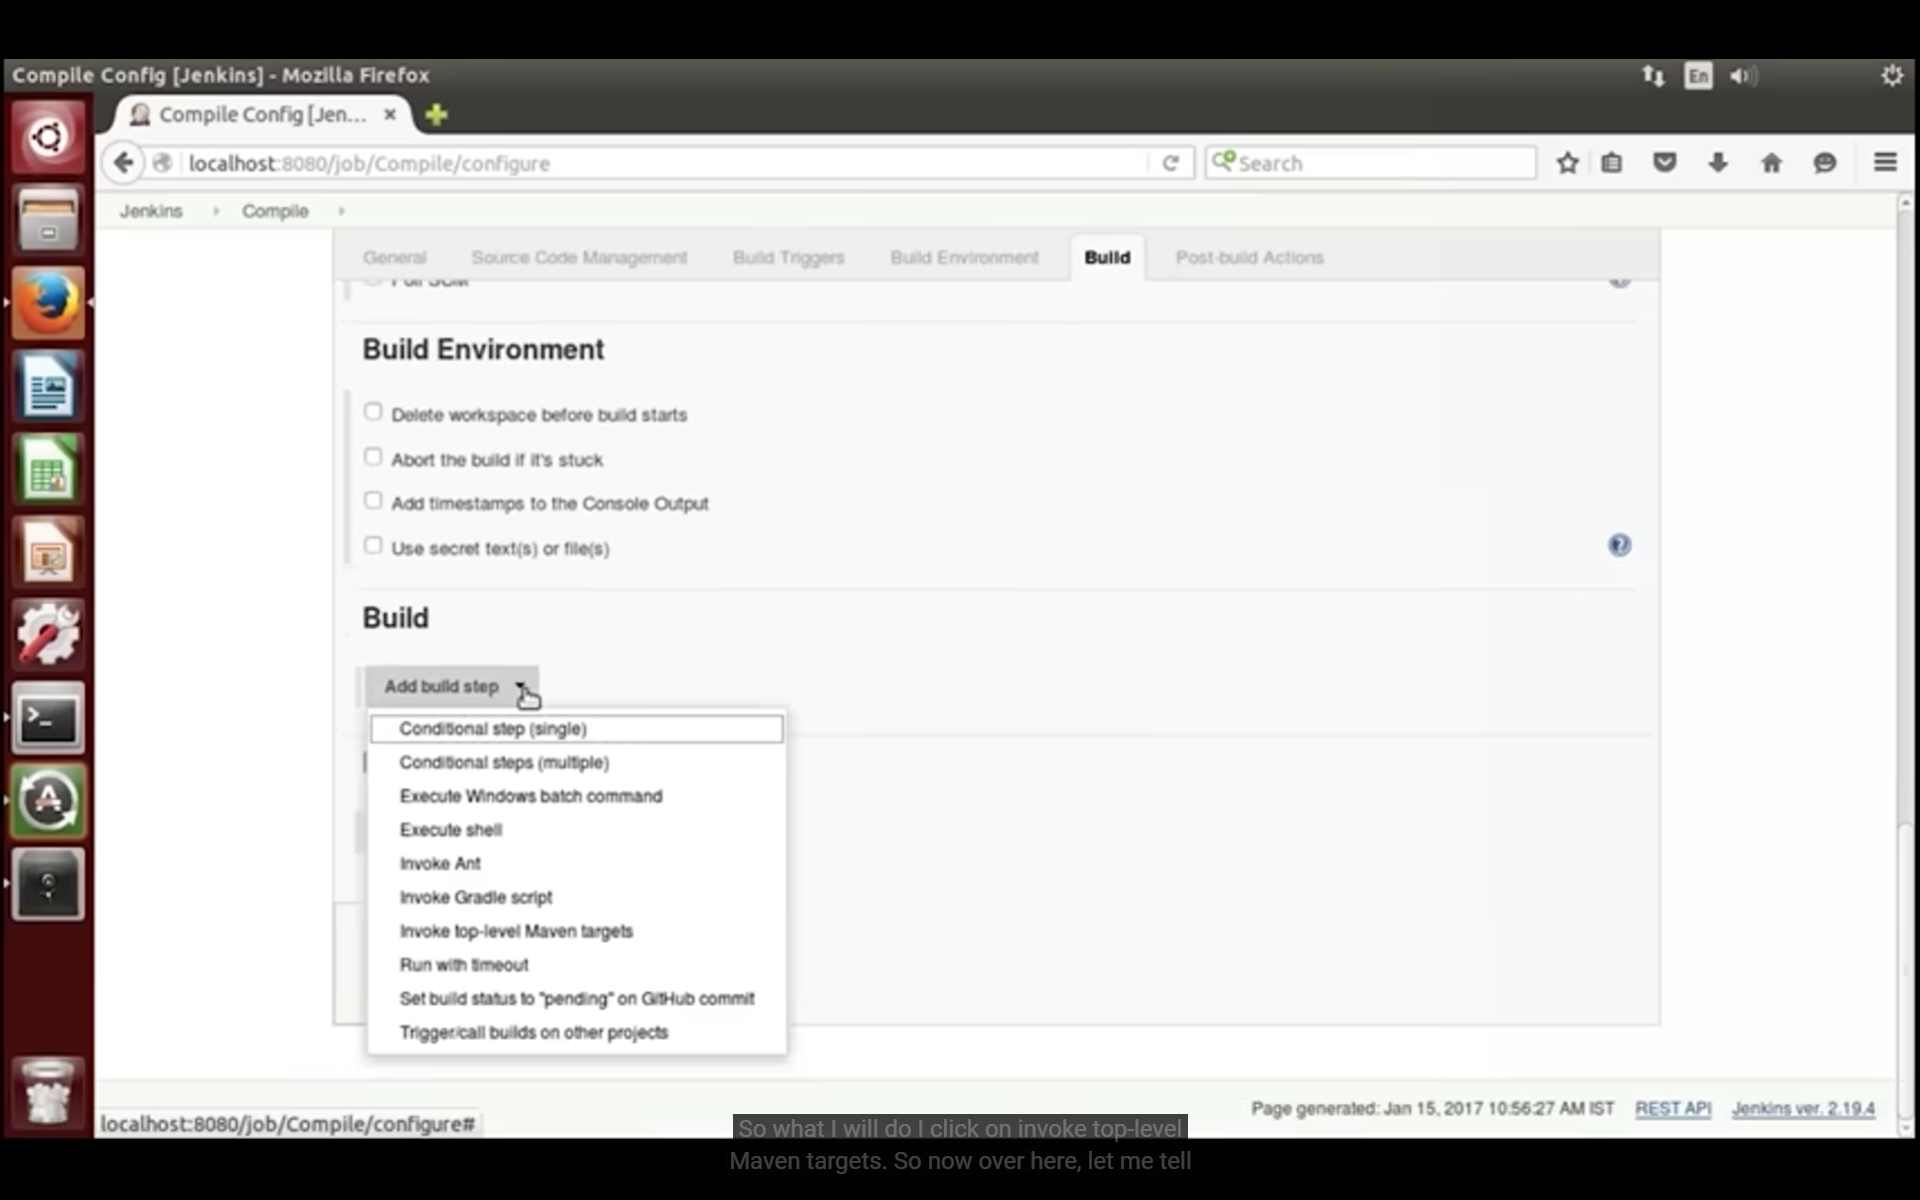 Compile Config [Jenkins] - Mozilla Firefox
En
Compile Config [Jen...
localhost:8080/job/Compile/configure
Search
Jenkins
Compile
General
Source Code Management
Build Triggers
Build Environment
Build
Post-build Actions
Poll SCM
Build Environment
Delete workspace before build starts
Abort the build if it's stuck
Add timestamps to the Console Output
Use secret text(s) or file(s)
Build
Add build step
Conditional step (single)
Conditional steps (multiple)
Execute Windows batch command
Execute shell
Invoke Ant
Invoke Gradle script
Invoke top-level Maven targets
Run with timeout
Set build status to "pending" on GitHub commit
Trigger/call builds on other projects
Page generated: Jan 15, 2017 10:56:27 AM IST
REST API
Jenkins ver. 2.19.4
localhost:8080/job/Compile/configure#
So what I will do I click on invoke top-level
Maven targets. So now over here, let me tell